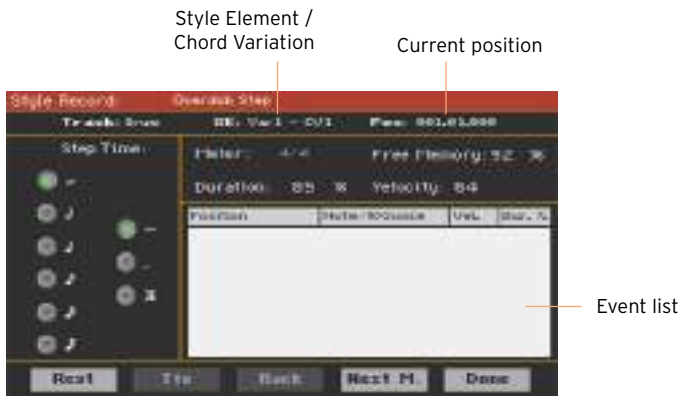 Style Element /
Chord Variation
Current position
Style Record: Overdub Step
Track: Drum SE: Var1 - CV1 Pos: 001.01.000
Step Time:
Meter: 4/4 Free Memory: 92 %
Duration: 85 % Velocity: 84
Position Note/RXNoise Vel. Dur.%
Event list
Rest Tie Back Next M. Done